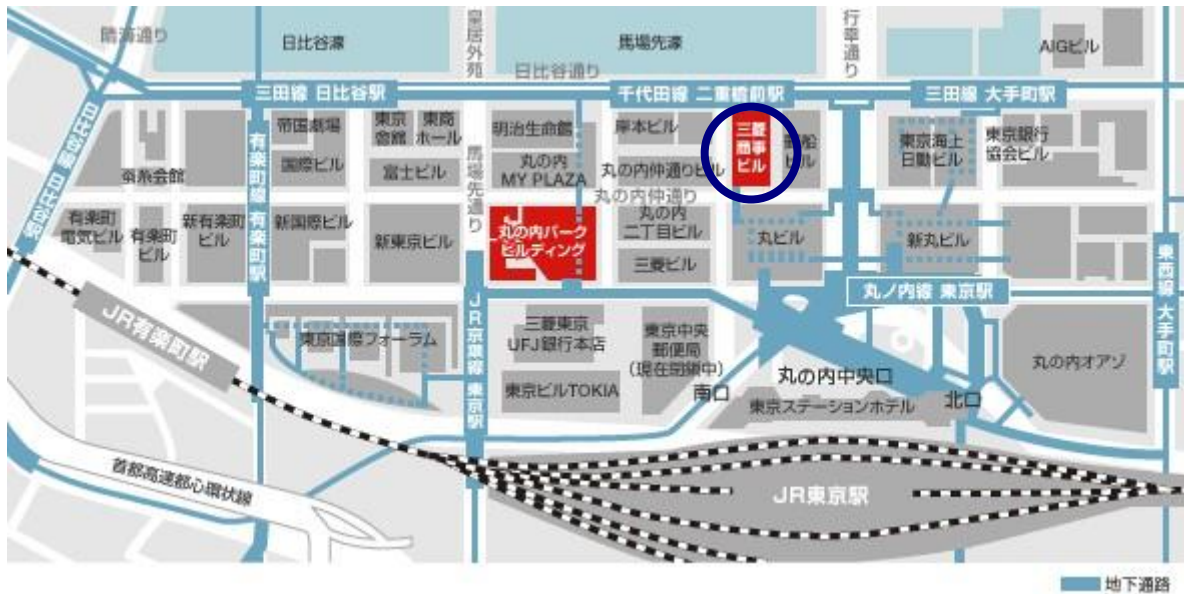 晴海通り
日比谷濠
皇居外苑
馬場先濠
行幸通り
AIGビル
日比谷通り
三田線 日比谷駅
千代田線 二重橋前駅
三田線 大手町駅
日比谷線 日比谷駅
有楽町線 有楽町駅
帝国劇場
東京
會舘
東商
ホール
明治生命館
岸本ビル
三菱
商事
ビル
郵船
ビル
東京海上
日動ビル
東京銀行
協会ビル
蚕糸会館
国際ビル
富士ビル
馬場先通り
丸の内
MY PLAZA
丸の内仲通りビル
丸の内仲通り
有楽町
電気ビル
有楽町
ビル
新有楽町
ビル
新国際ビル
新東京ビル
丸の内パーク
ビルディング
丸の内
二丁目ビル
三菱ビル
丸ビル
新丸ビル
東西線 大手町駅
丸ノ内線 東京駅
JR有楽町駅
東京国際フォーラム
JR京葉線 東京駅
三菱東京
UFJ銀行本店
東京中央
郵便局
(現在閉鎖中)
丸の内オアゾ
東京ビルTOKIA
南口
丸の内中央口
東京ステーションホテル
北口
首都高速都心環状線
JR東京駅
地下通路